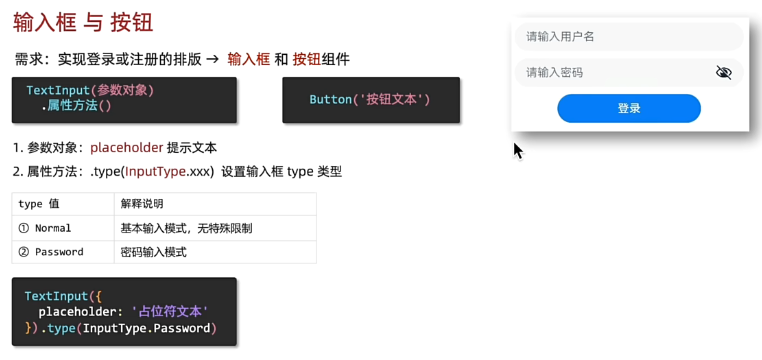 输入框 与 按钮
需求：实现登录或注册的排版 → 输入框 和 按钮组件
TextInput(参数对象)
.属性方法()
Button('按钮文本')
1. 参数对象：placeholder 提示文本
2. 属性方法：.type(InputType.xxx) 设置输入框 type 类型
type 值 解释说明
① Normal 基本输入模式，无特殊限制
② Password 密码输入模式
TextInput({
placeholder: '占位符文本'
}).type(InputType.Password)
请输入用户名
请输入密码
登录